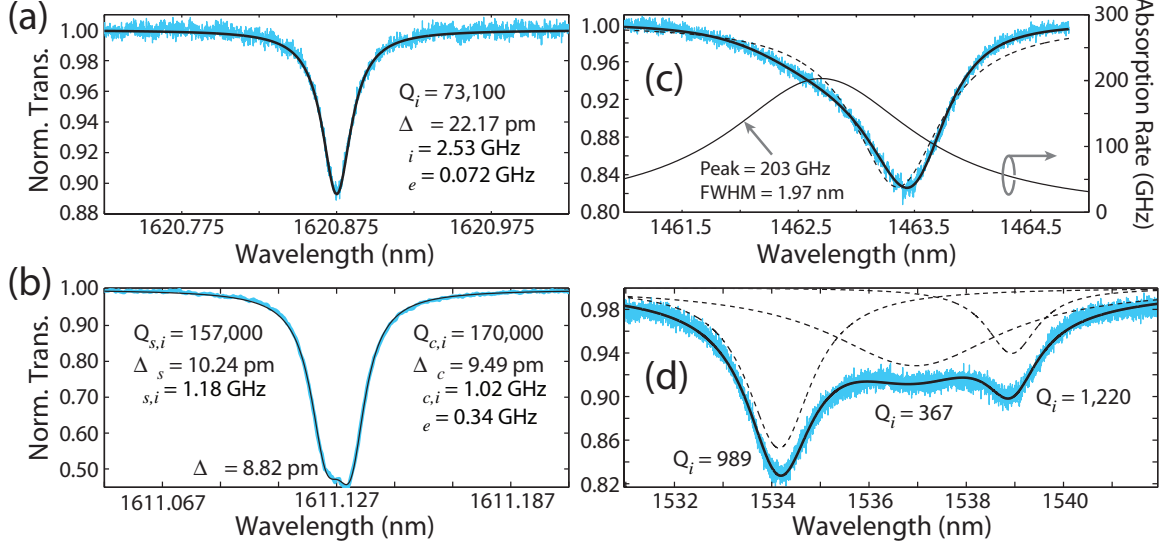 (a)
Norm. Trans.
1.00
0.98
0.96
0.94
0.92
0.90
0.88
Q i = 73,100
Δ = 22.17 pm
i = 2.53 GHz
e = 0.072 GHz
1620.775 1620.875 1620.975
Wavelength (nm)
(b)
Norm. Trans.
1.00
0.90
0.80
0.70
0.60
0.50
Q s,i = 157,000
Δ s = 10.24 pm
s,i = 1.18 GHz
Q c,i = 170,000
Δ c = 9.49 pm
c,i = 1.02 GHz
e = 0.34 GHz
Δ = 8.82 pm
1611.067 1611.127 1611.187
Wavelength (nm)
(c)
1.00
0.96
0.92
0.88
0.84
0.80
Peak = 203 GHz
FWHM = 1.97 nm
300
200
100
0
Absorption Rate (GHz)
1461.5 1462.5 1463.5 1464.5
Wavelength (nm)
(d)
0.98
0.94
0.90
0.86
0.82
Q i = 989
Q i = 367
Q i = 1,220
1532 1534 1536 1538 1540
Wavelength (nm)